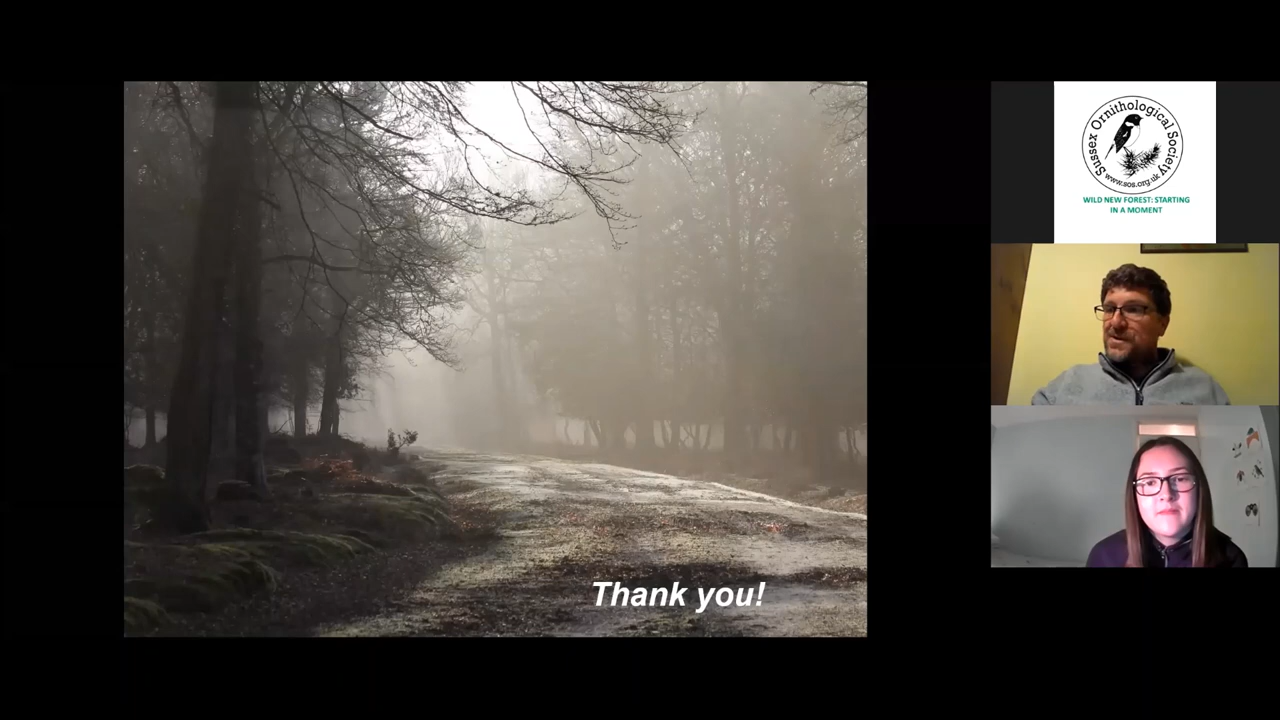 Sussex Ornithological Society
www.sos.org.uk
WILD NEW FOREST: STARTING
IN A MOMENT
Thank you!